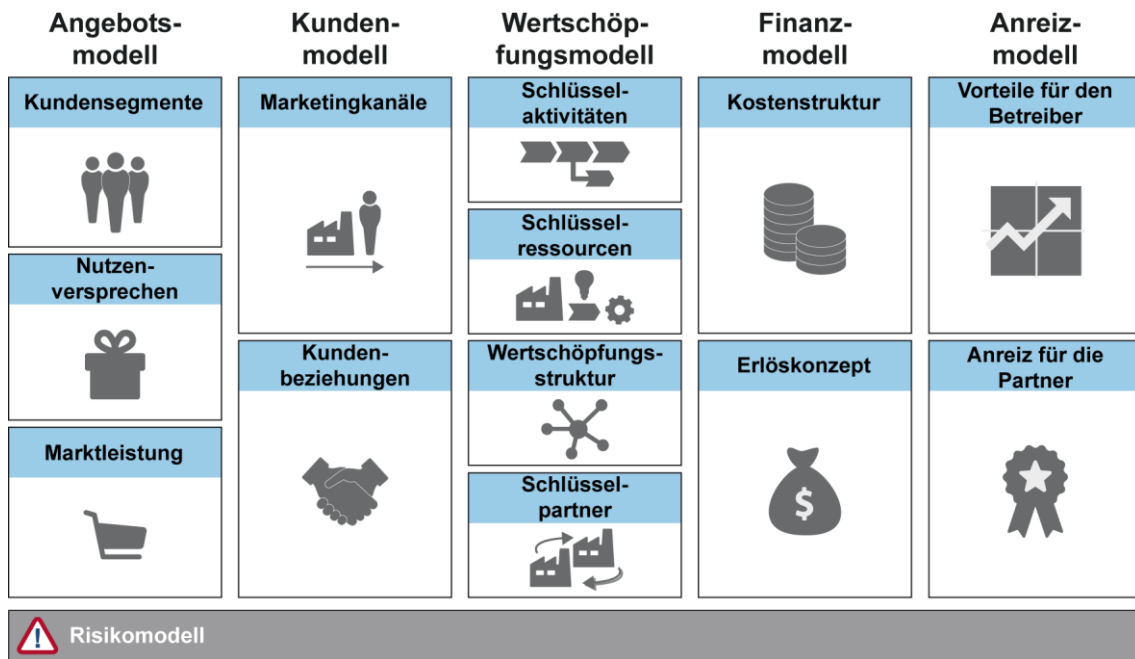 Angebots-
modell
Kundensegmente
Nutzen-
versprechen
Marktleistung
Kunden-
modell
Marketingkanäle
Kunden-
beziehungen
Wertschöp-
fungsmodell
Schlüssel-
aktivitäten
Schlüssel-
ressourcen
Wertschöpfungs-
struktur
Schlüssel-
partner
Finanz-
modell
Kostenstruktur
Erlöskonzept
$
Anreiz-
modell
Vorteile für den
Betreiber
Anreiz für die
Partner
! Risikomodell